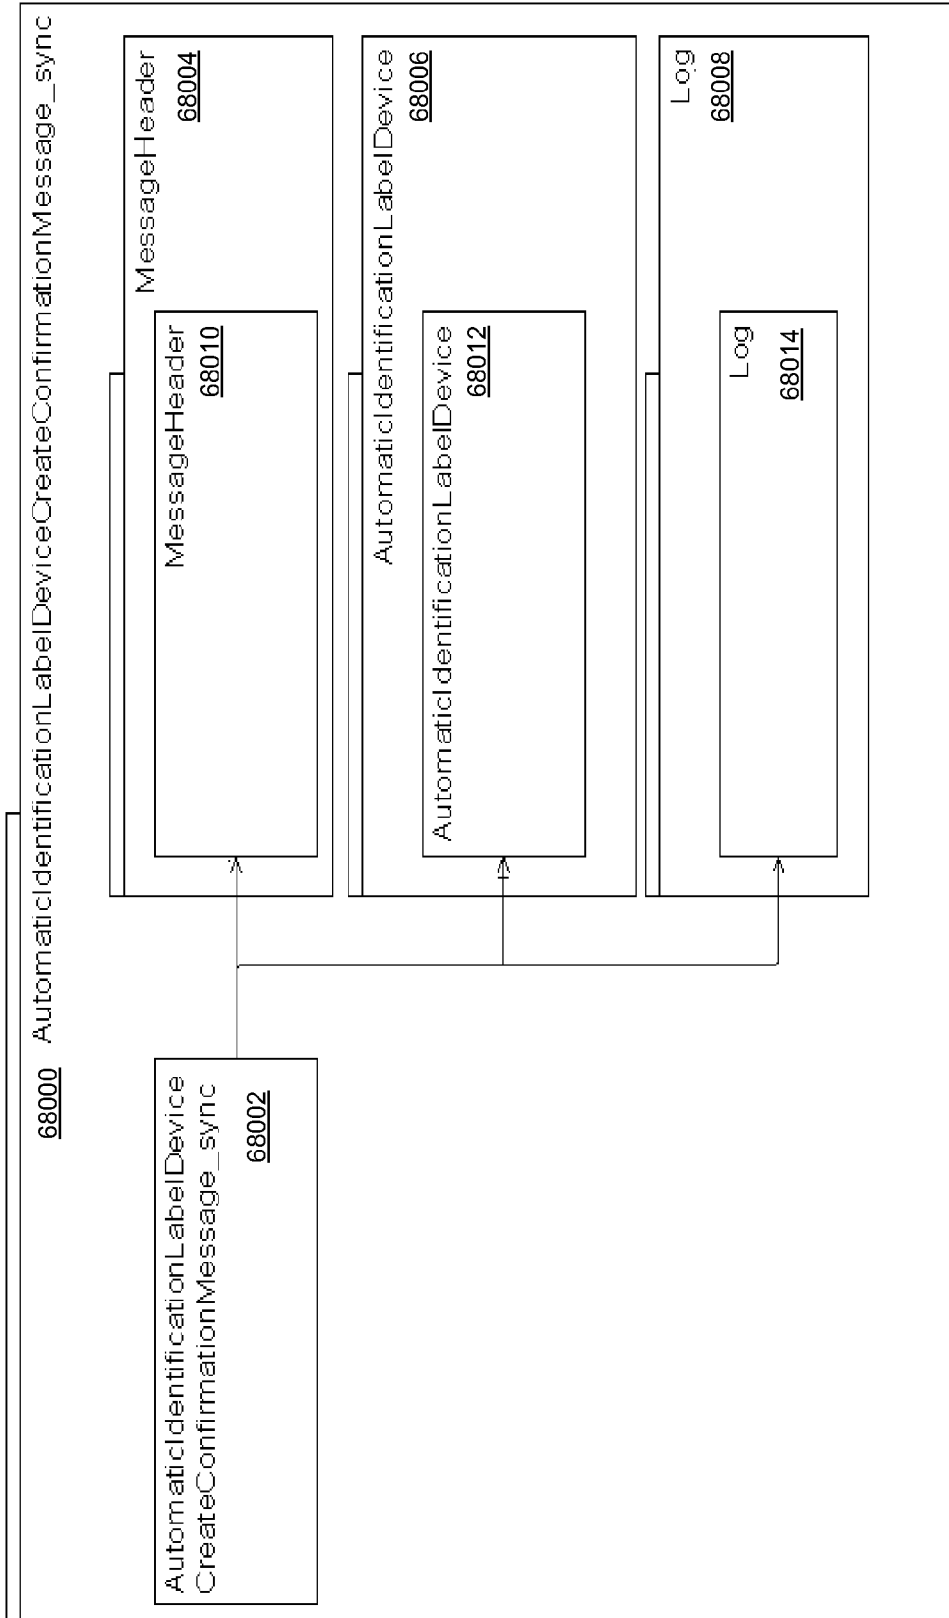 68000 AutomaticIdentificationLabelDeviceCreateConfirmationMessage_sync
AutomaticIdentificationLabelDevice
CreateConfirmationMessage_sync
68002
MessageHeader
68004
MessageHeader
68010
AutomaticIdentificationLabelDevice
68006
AutomaticIdentificationLabelDevice
68012
Log
68008
Log
68014